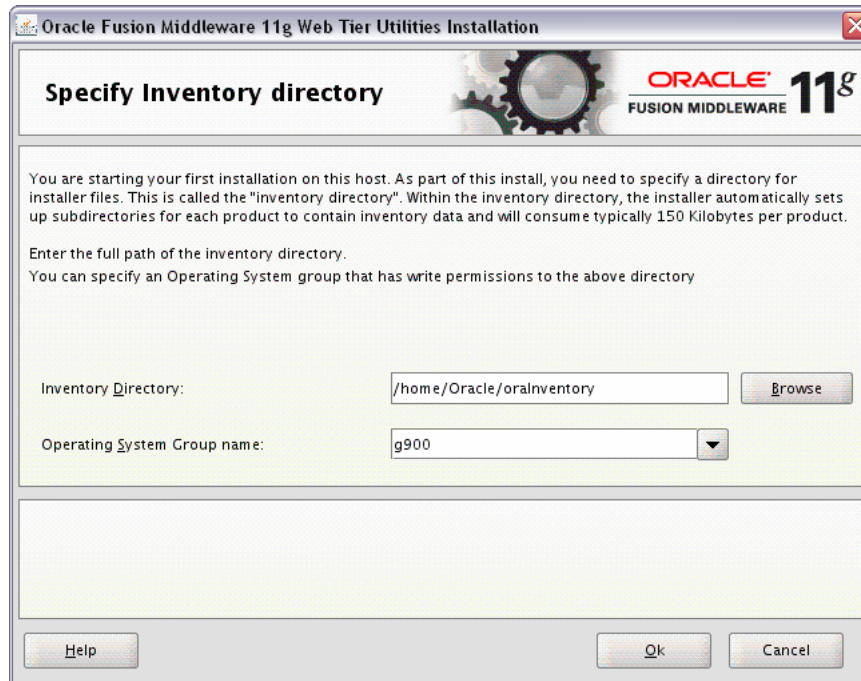 Oracle Fusion Middleware 11g Web Tier Utilities Installation
Specify Inventory directory
ORACLE
FUSION MIDDLEWARE
11g
You are starting your first installation on this host. As part of this install, you need to specify a directory for
installer files. This is called the "inventory directory". Within the inventory directory, the installer automatically sets
up subdirectories for each product to contain inventory data and will consume typically 150 Kilobytes per product.
Enter the full path of the inventory directory.
You can specify an Operating System group that has write permissions to the above directory
Inventory Directory:
/home/Oracle/oraInventory
Browse
Operating System Group name:
g900
Help
Ok
Cancel